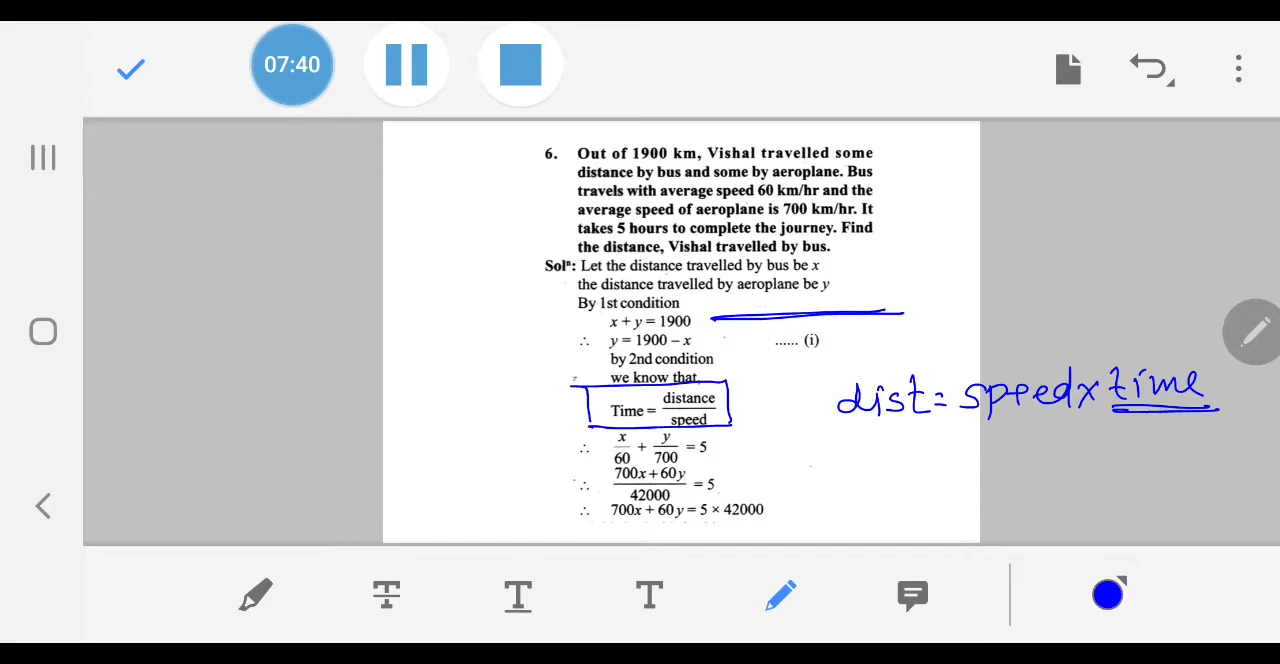 07:40
6. Out of 1900 km, Vishal travelled some
distance by bus and some by aeroplane. Bus
travels with average speed 60 km/hr and the
average speed of aeroplane is 700 km/hr. It
takes 5 hours to complete the journey. Find
the distance, Vishal travelled by bus.
Solⁿ: Let the distance travelled by bus be x
the distance travelled by aeroplane be y
By 1st condition
x + y = 1900
∴ y = 1900 – x ...... (i)
by 2nd condition
we know that
Time = distance/speed
dist = speed x time
∴ x/60 + y/700 = 5
∴ 700x + 60y/42000 = 5
∴ 700x + 60y = 5 × 42000